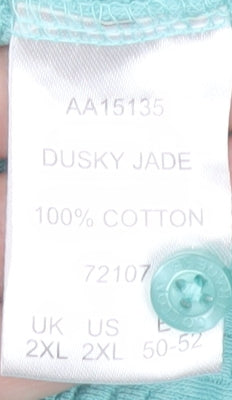 AA15135
DUSKY JADE
100% COTTON
72107
UK US
2XL 2XL 50-52